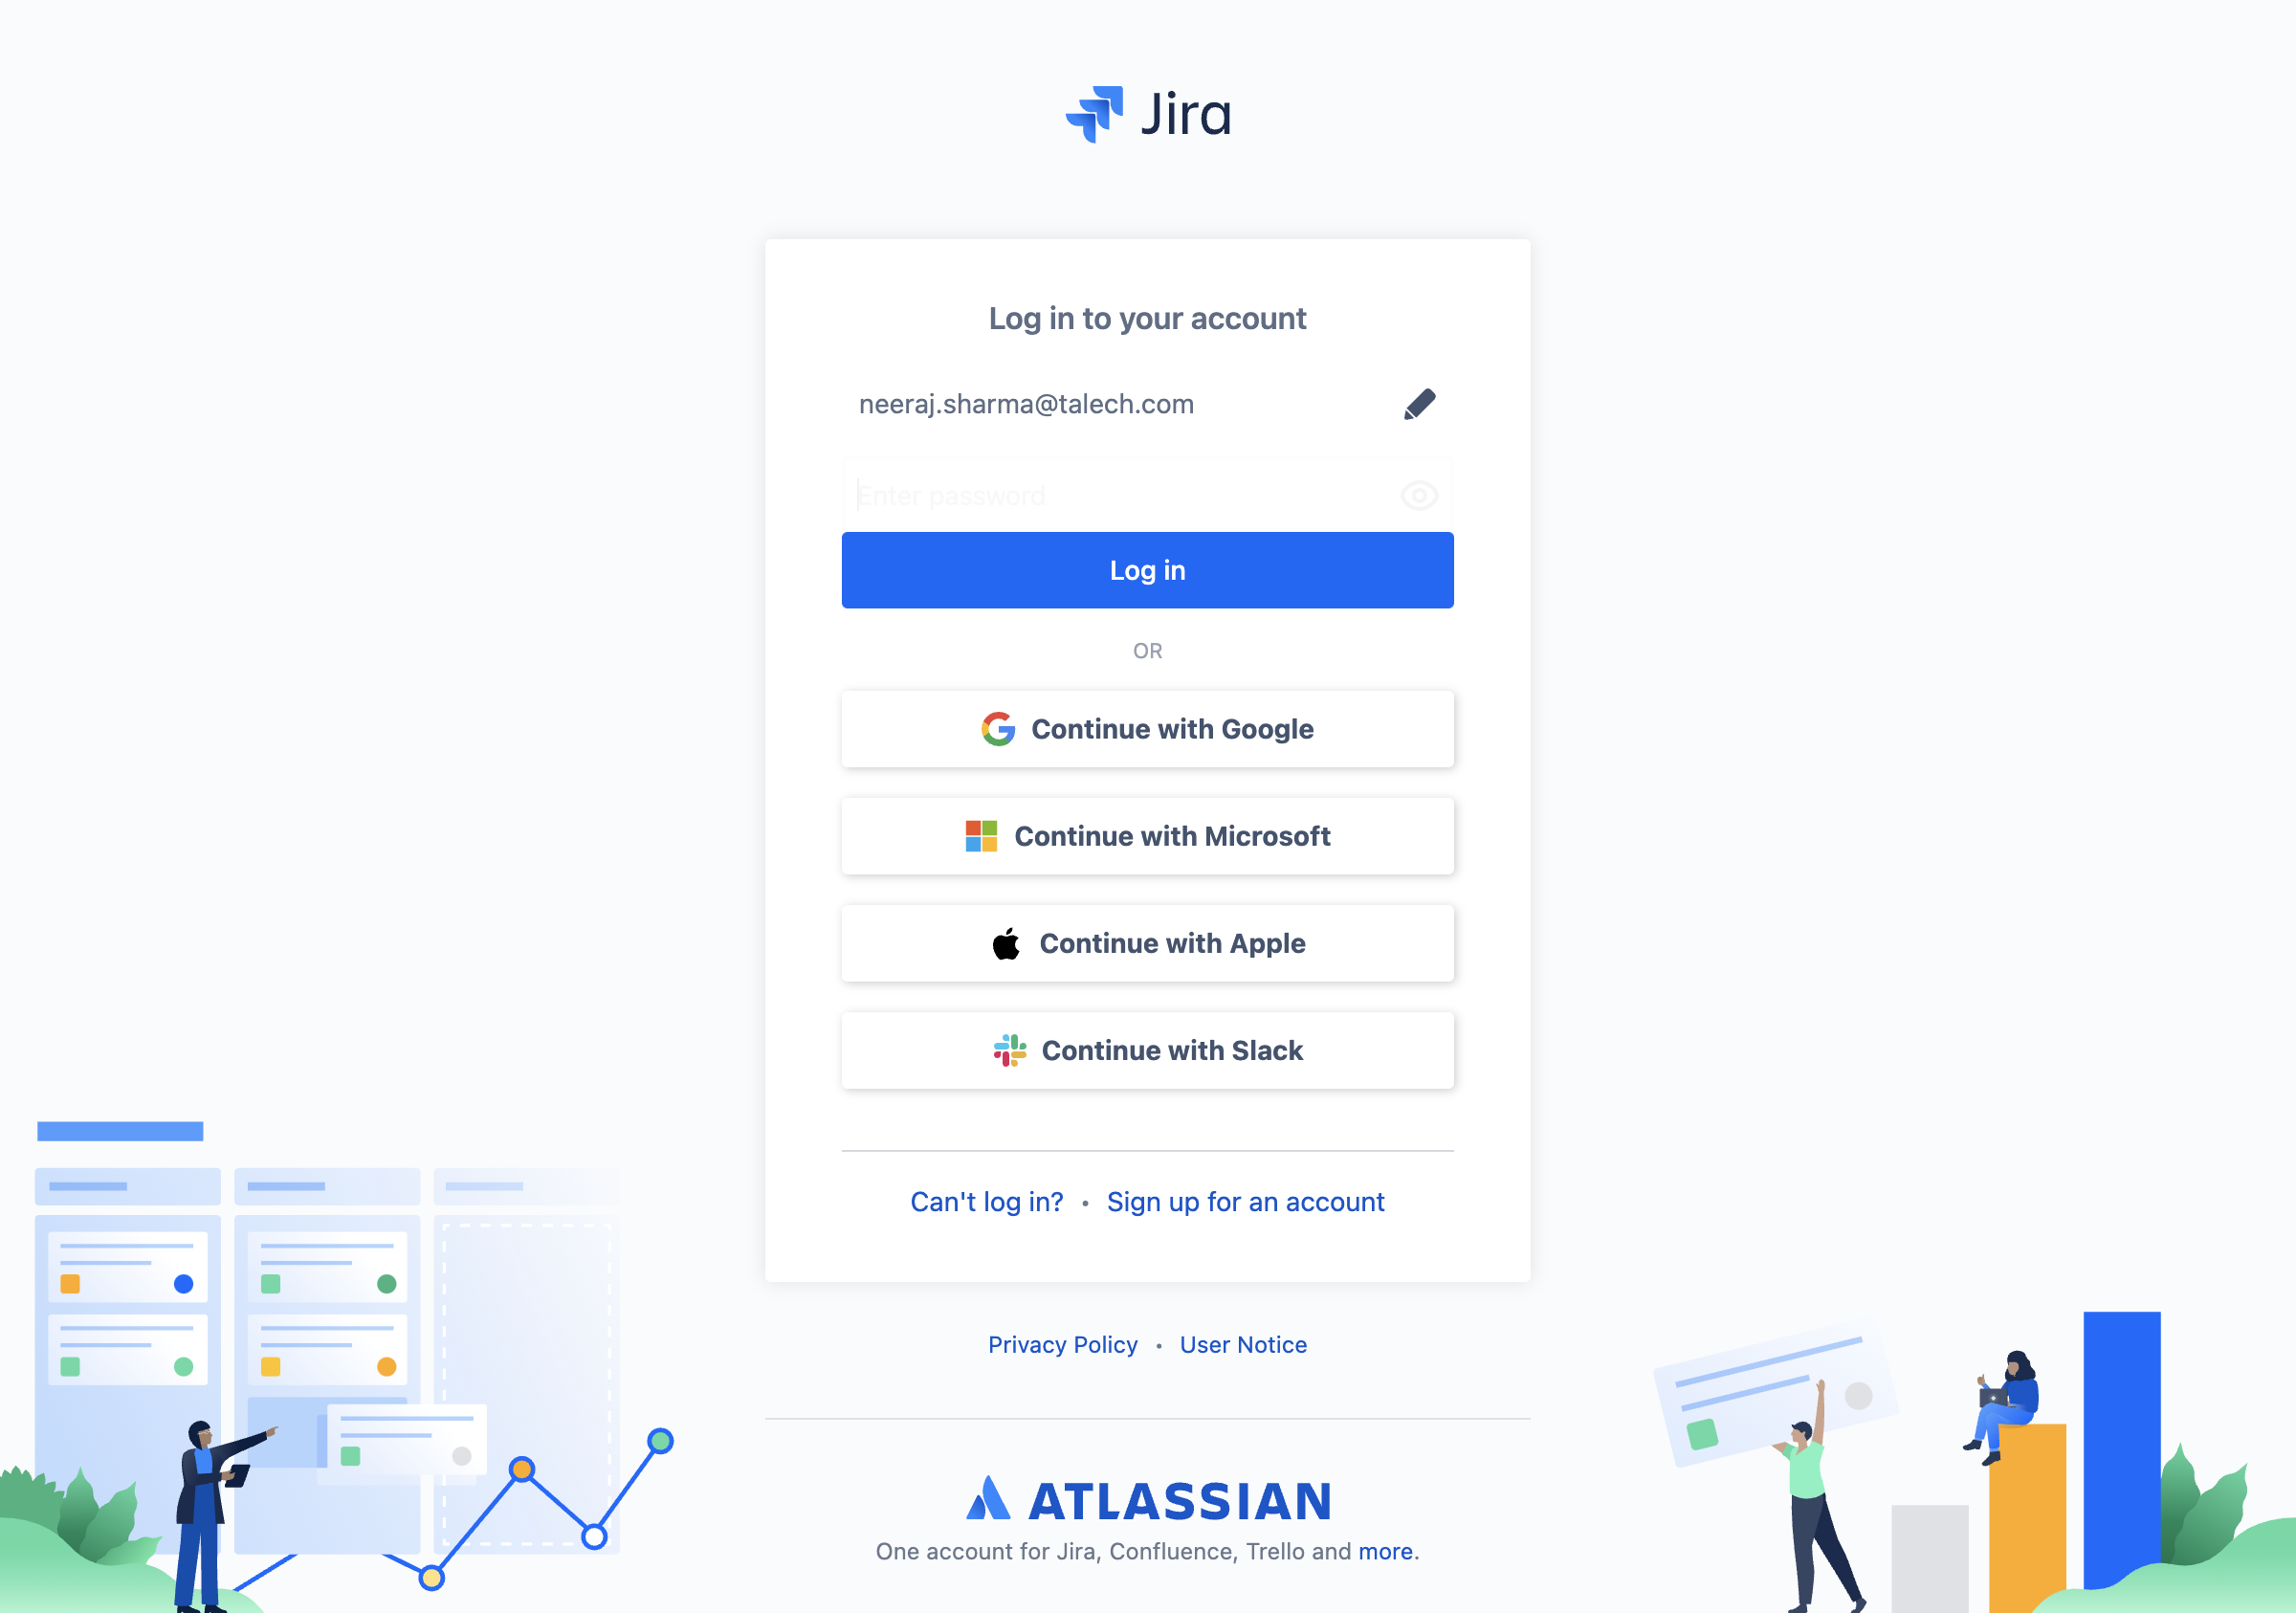 Jira
Log in to your account
neeraj.sharma@talech.com
Enter password
Log in
OR
Continue with Google
Continue with Microsoft
Continue with Apple
Continue with Slack
Can't log in? • Sign up for an account
Privacy Policy • User Notice
ATLASSIAN
One account for Jira, Confluence, Trello and more.